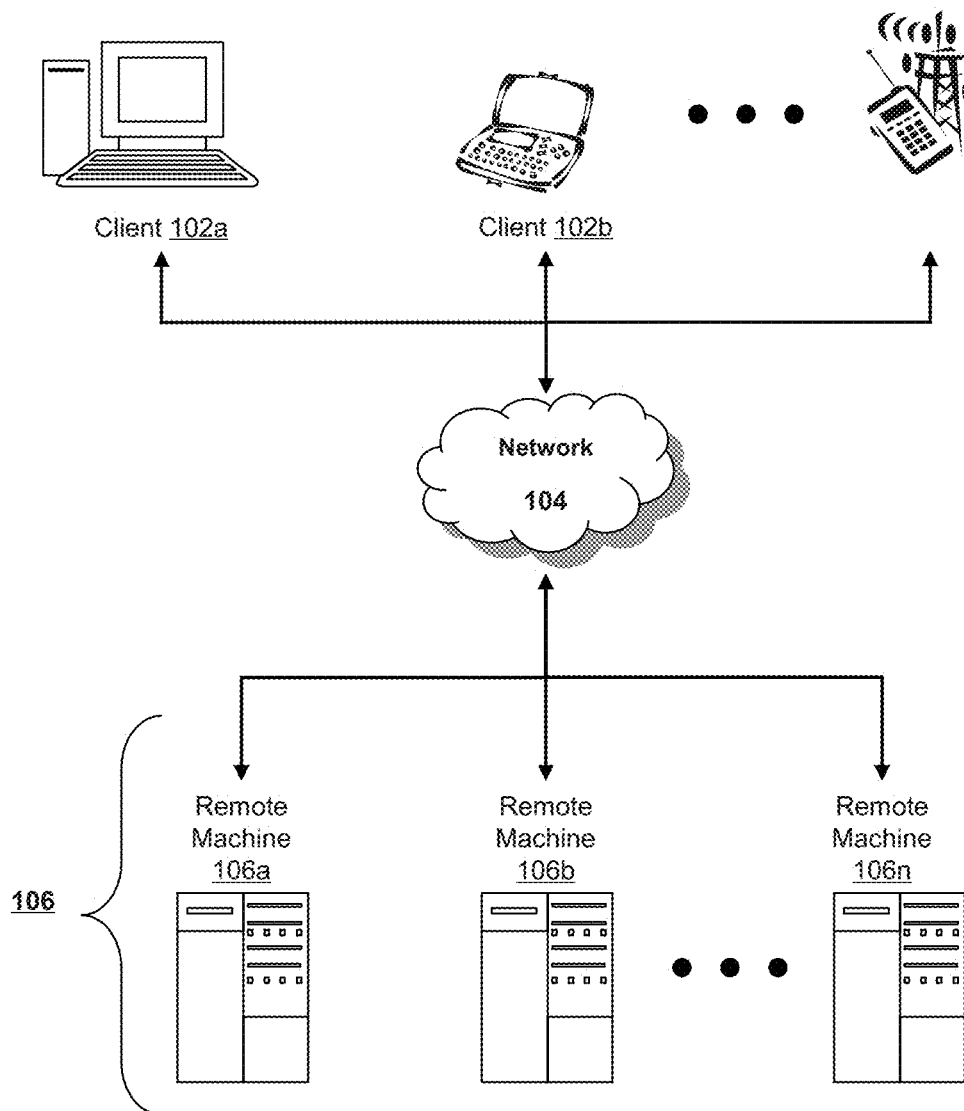 Client 102a
Client 102b
Network
104
Remote
Machine
106a
Remote
Machine
106b
Remote
Machine
106n
106